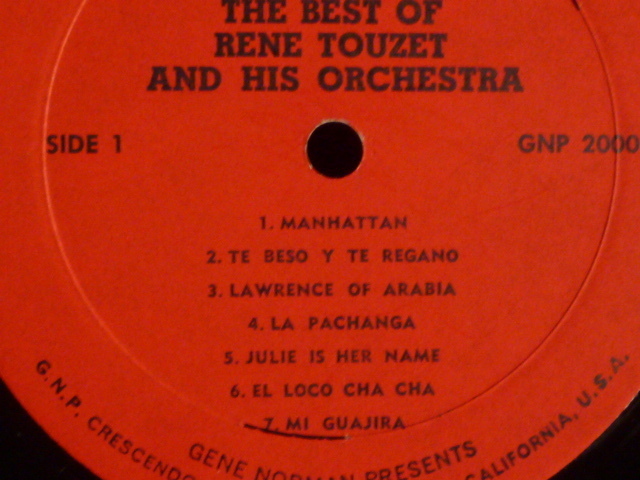 THE BEST OF
RENE TOUZET
AND HIS ORCHESTRA
SIDE 1
GNP 2000
1. MANHATTAN
2. TE BESO Y TE REGANO
3. LAWRENCE OF ARABIA
4. LA PACHANGA
5. JULIE IS HER NAME
6. EL LOCO CHA CHA
7. MI GUAJIRA
GENE NORMAN PRESENTS
G.N.P. CRESCENDO
CALIFORNIA, U.S.A.